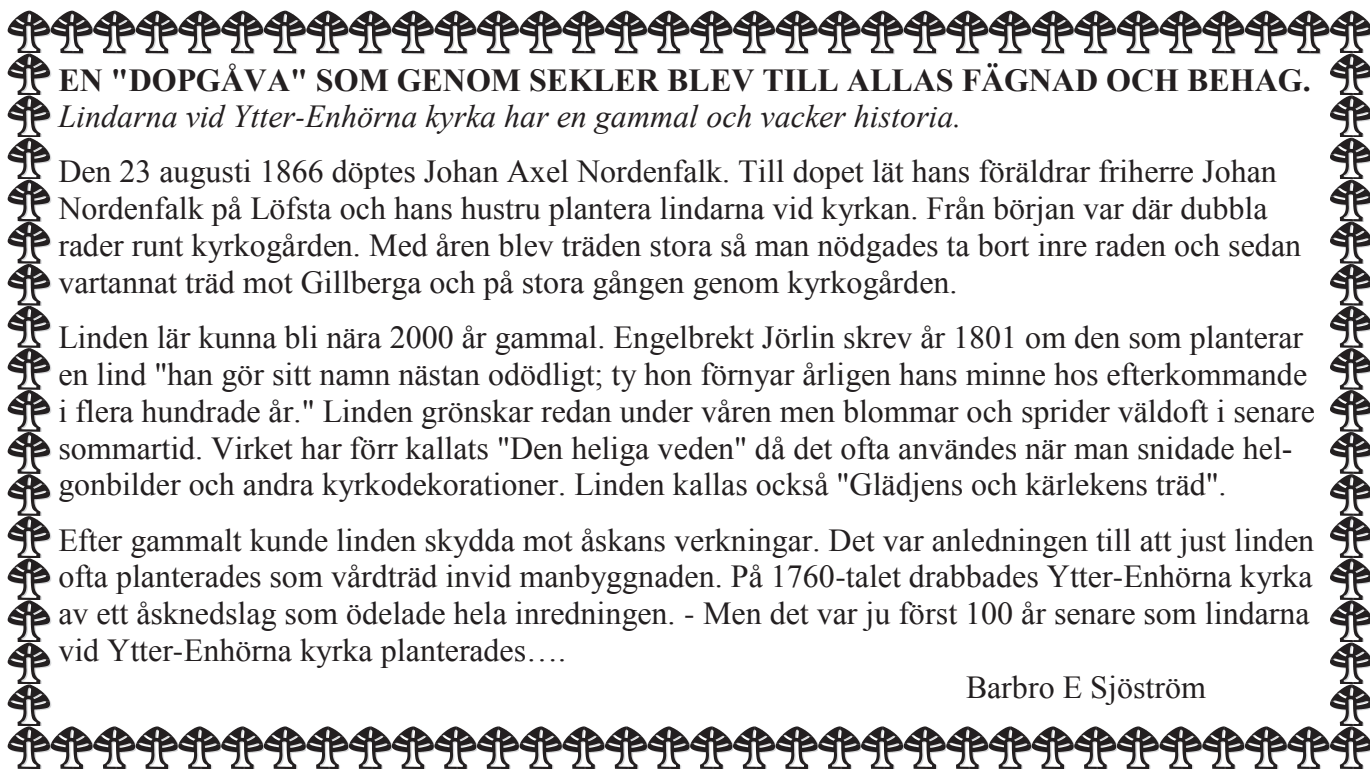 EN "DOPGÅVA" SOM GENOM SEKLER BLEV TILL ALLAS FÄGNAD OCH BEHAG.
Lindarna vid Ytter-Enhörna kyrka har en gammal och vacker historia.
Den 23 augusti 1866 döptes Johan Axel Nordenfalk. Till dopet lät hans föräldrar friherre Johan
Nordenfalk på Löfsta och hans hustru plantera lindarna vid kyrkan. Från början var där dubbla
rader runt kyrkogården. Med åren blev träden stora så man nödgades ta bort inre raden och sedan
vartannat träd mot Gillberga och på stora gången genom kyrkogården.
Linden lär kunna bli nära 2000 år gammal. Engelbrekt Jörlin skrev år 1801 om den som planterar
en lind "han gör sitt namn nästan odödligt; ty hon förnyar årligen hans minne hos efterkommande
i flera hundrade år." Linden grönskar redan under våren men blommar och sprider väldoft i senare
sommartid. Virket har förr kallats "Den heliga veden" då det ofta användes när man snidade hel-
gonbilder och andra kyrkodekorationer. Linden kallas också "Glädjens och kärlekens träd".
Efter gammalt kunde linden skydda mot åskans verkningar. Det var anledningen till att just linden
ofta planterades som vårdträd invid manbyggnaden. På 1760-talet drabbades Ytter-Enhörna kyrka
av ett åsknedslag som ödelade hela inredningen. - Men det var ju först 100 år senare som lindarna
vid Ytter-Enhörna kyrka planterades….
Barbro E Sjöström